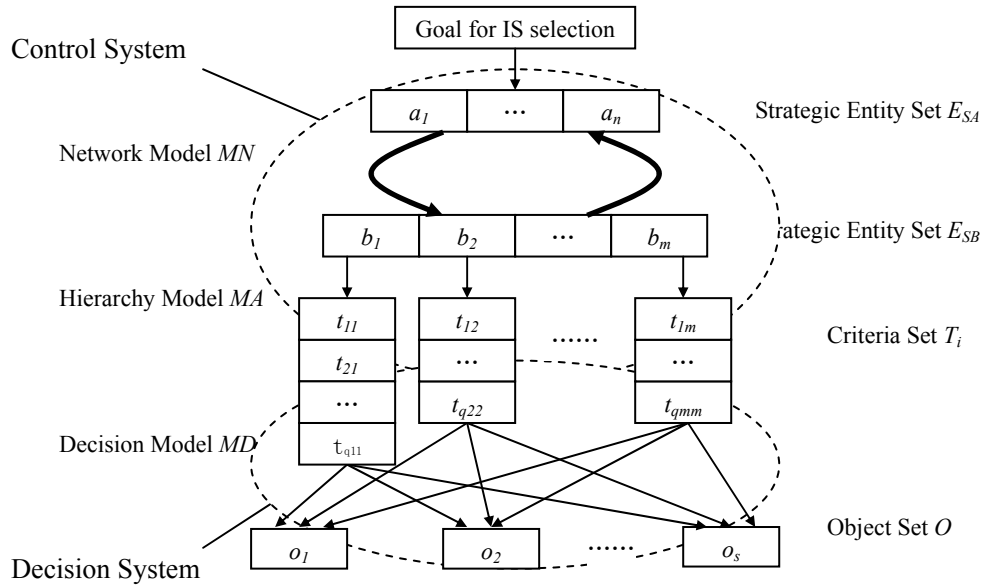 Goal for IS selection
Control System
a1 ... an
Strategic Entity Set ESA
Network Model MN
b1 b2 ... bm
rategic Entity Set ESB
Hierarchy Model MA
t11 t12 ...... t1m
Criteria Set Ti
t21 ... ...
... tq22 tqmm
Decision Model MD
tq11
Object Set O
o1 o2 ...... os
Decision System